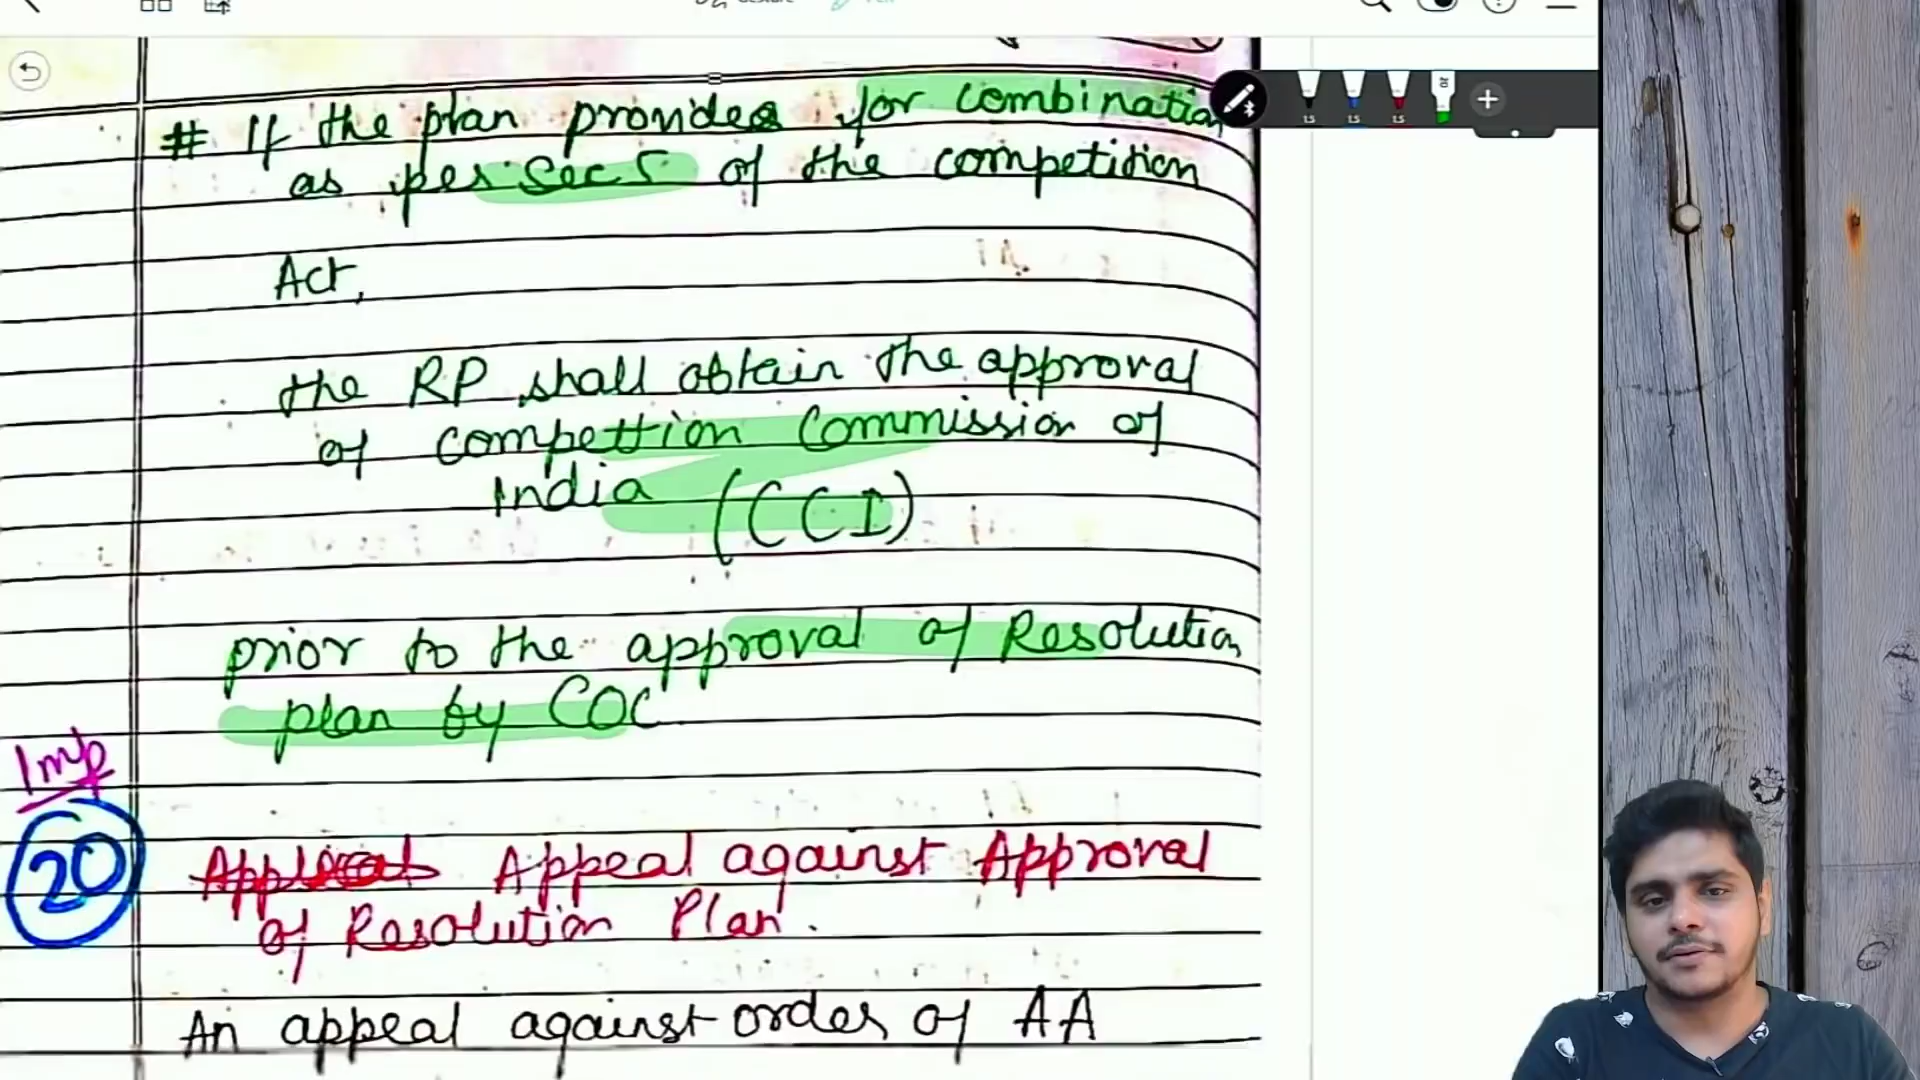 # If the plan provides for combination
as per Sec 5 of the competition
Act,
the RP shall obtain the approval
of Compettion Commission of
India (CCI)
prior to the approval of Resolution
plan by COC
Imp
20
Appeal against Approval
of Resolution Plan.
An appeal against order of AA